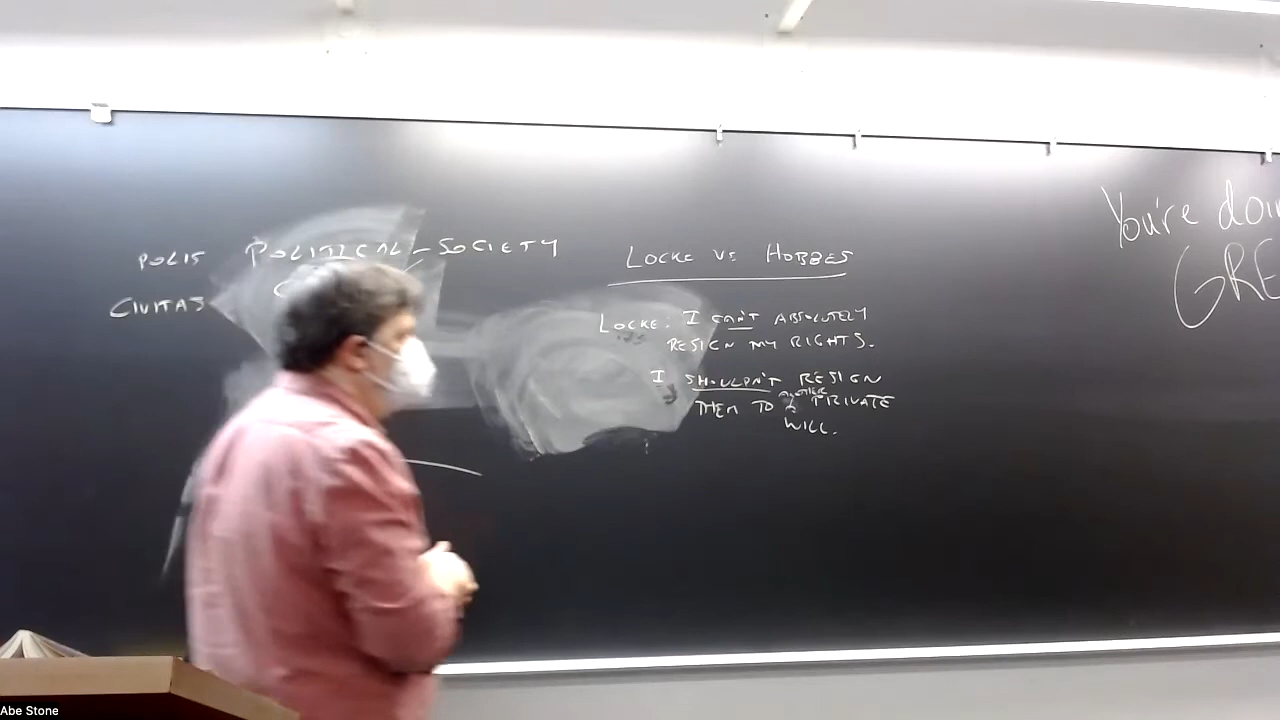 POLIS POLITICAL - SOCIETY
CIVITAS
LOCKE VS HOBBES
LOCKE: I CAN'T ABSOLUTELY
RESIGN MY RIGHTS.
I SHOULDN'T RESIGN
THEM TO ANOTHER PRIVATE
WILL.
You're doin
GRE
Abe Stone